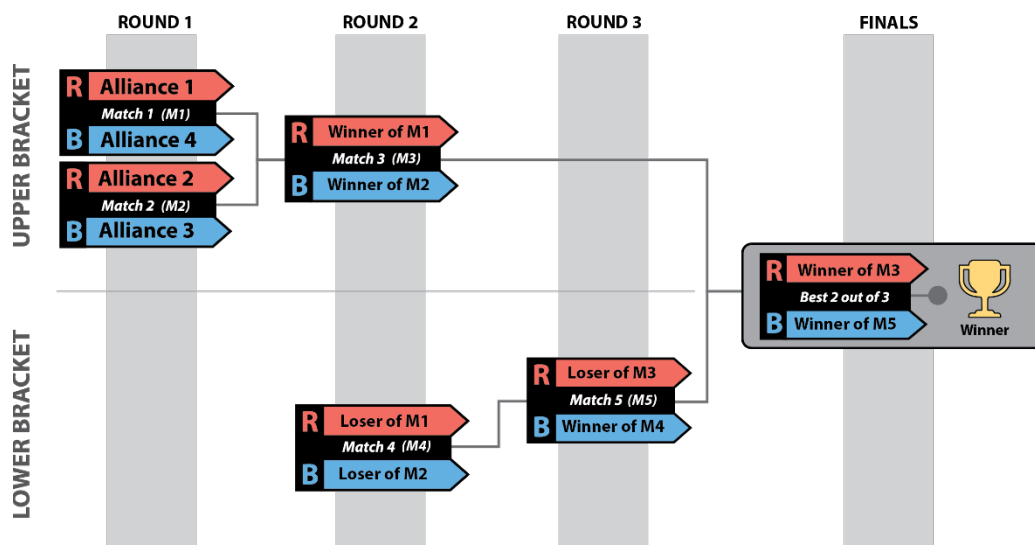 ROUND 1
ROUND 2
ROUND 3
FINALS
UPPER BRACKET
R Alliance 1
Match 1 (M1)
B Alliance 4
R Alliance 2
Match 2 (M2)
B Alliance 3
R Winner of M1
Match 3 (M3)
B Winner of M2
R Winner of M3
Best 2 out of 3
B Winner of M5
Winner
LOWER BRACKET
R Loser of M1
Match 4 (M4)
B Loser of M2
R Loser of M3
Match 5 (M5)
B Winner of M4